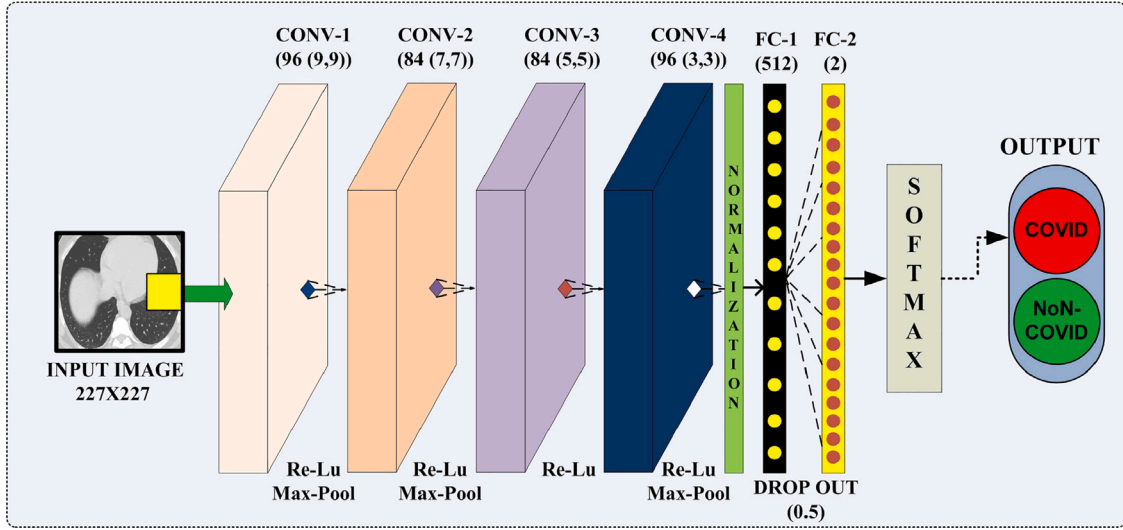 CONV-1
(96 (9,9))
CONV-2
(84 (7,7))
CONV-3
(84 (5,5))
CONV-4
(96 (3,3))
FC-1
(512)
FC-2
(2)
INPUT IMAGE
227X227
Re-Lu
Max-Pool
Re-Lu
Max-Pool
Re-Lu
Re-Lu
Max-Pool
NORMALIZATION
DROP OUT
(0.5)
SOFTMAX
OUTPUT
COVID
NoN-
COVID